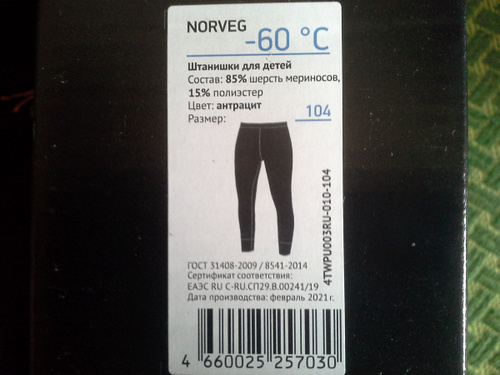 NORVEG
-60 °C
Штанишки для детей
Состав: 85% шерсть мериносов,
15% полиэстер
Цвет: антрацит
Размер: 104
4TWPU003RU-010-104
ГОСТ 31408-2009 / 8541-2014
Сертификат соответствия:
ЕАЭС RU С-RU.СП29.В.00241/19
Дата производства: февраль 2021 г.
4 660025 257030